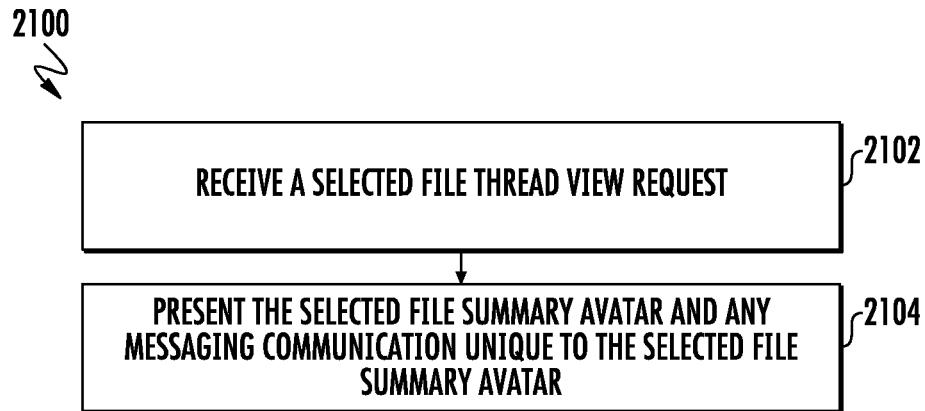 2100
2102
RECEIVE A SELECTED FILE THREAD VIEW REQUEST
2104
PRESENT THE SELECTED FILE SUMMARY AVATAR AND ANY
MESSAGING COMMUNICATION UNIQUE TO THE SELECTED FILE
SUMMARY AVATAR